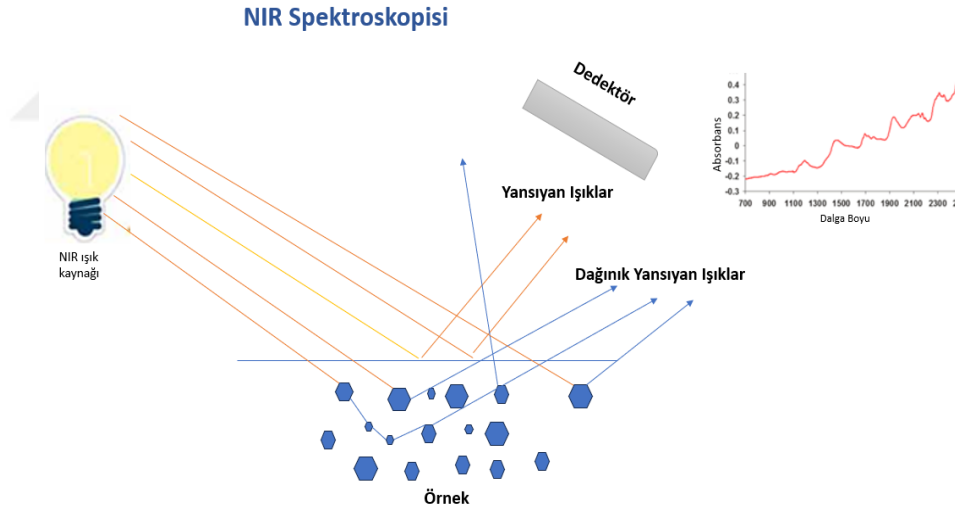 NIR Spektroskopisi
Dedektör
Yansıyan Işıklar
Dağınık Yansıyan Işıklar
NIR ışık
kaynağı
Örnek
Absorbans
0.4
0.3
0.2
0.1
0
-0.1
-0.2
-0.3
700 900 1100 1300 1500 1700 1900 2100 2300
Dalga Boyu